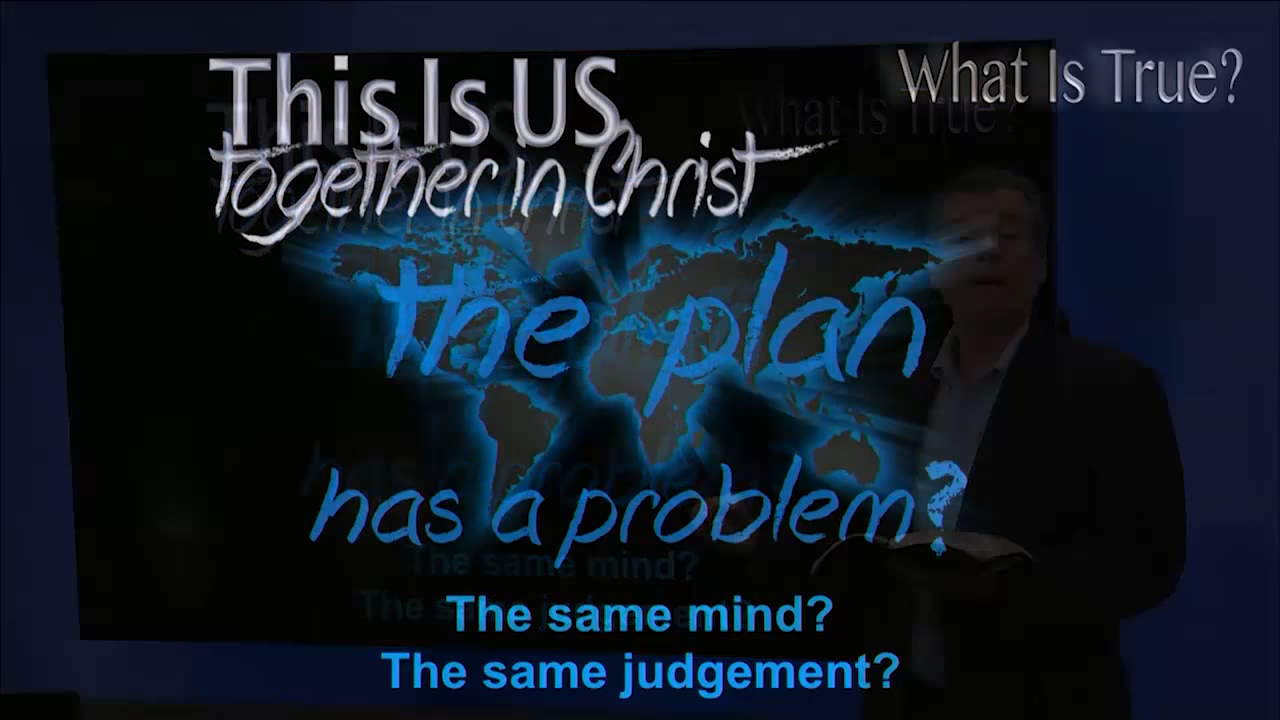 This Is US
What Is True?
together in Christ
the plan
has a problem?
The same mind?
The same judgement?